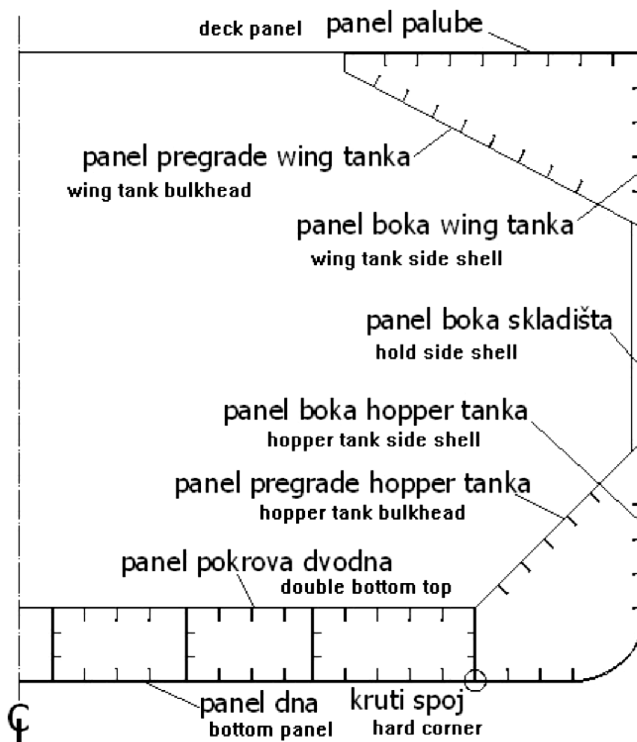 deck panel panel palube
panel pregrade wing tanka
wing tank bulkhead
panel boka wing tanka
wing tank side shell
panel boka skladišta
hold side shell
panel boka hopper tanka
hopper tank side shell
panel pregrade hopper tanka
hopper tank bulkhead
panel pokrova dvodna
double bottom top
panel dna kruti spoj
bottom panel hard corner